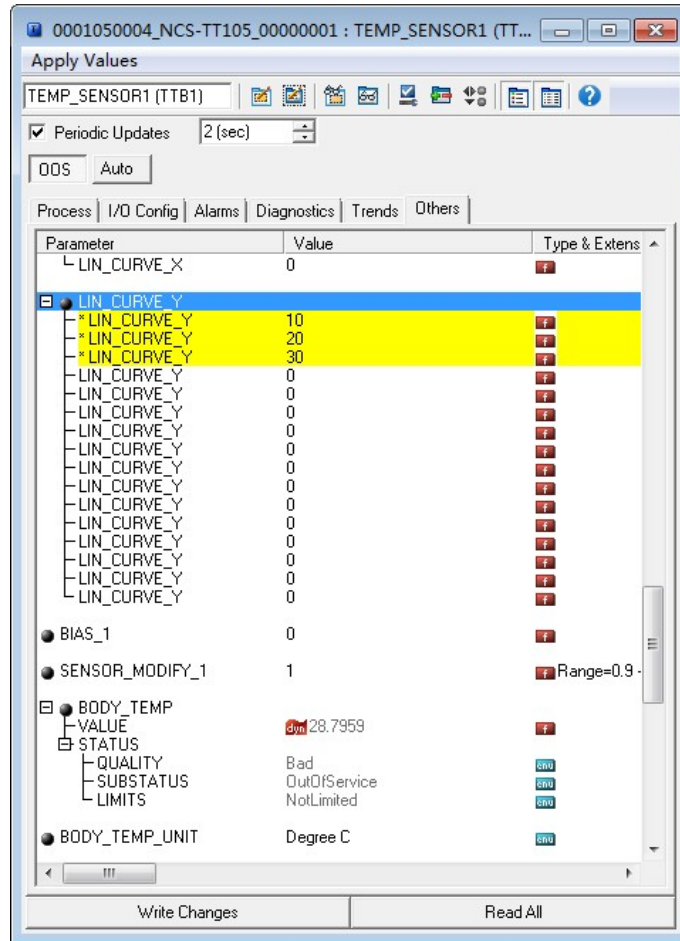 0001050004_NCS-TT105_00000001 : TEMP_SENSOR1 (TT...
Apply Values
TEMP_SENSOR1 (TTB1)
Periodic Updates 2 (sec)
OOS Auto
Process I/O Config Alarms Diagnostics Trends Others
Parameter Value Type & Extens
LIN_CURVE_X 0 f
LIN_CURVE_Y
* LIN_CURVE_Y 10 f
* LIN_CURVE_Y 20 f
* LIN_CURVE_Y 30 f
LIN_CURVE_Y 0 f
LIN_CURVE_Y 0 f
LIN_CURVE_Y 0 f
LIN_CURVE_Y 0 f
LIN_CURVE_Y 0 f
LIN_CURVE_Y 0 f
LIN_CURVE_Y 0 f
LIN_CURVE_Y 0 f
LIN_CURVE_Y 0 f
LIN_CURVE_Y 0 f
LIN_CURVE_Y 0 f
LIN_CURVE_Y 0 f
LIN_CURVE_Y 0 f
BIAS_1 0 f
SENSOR_MODIFY_1 1 f Range=0.9 -
BODY_TEMP
VALUE dyn 28.7959 f
STATUS
QUALITY Bad enu
SUBSTATUS OutOfService enu
LIMITS NotLimited enu
BODY_TEMP_UNIT Degree C enu
Write Changes Read All